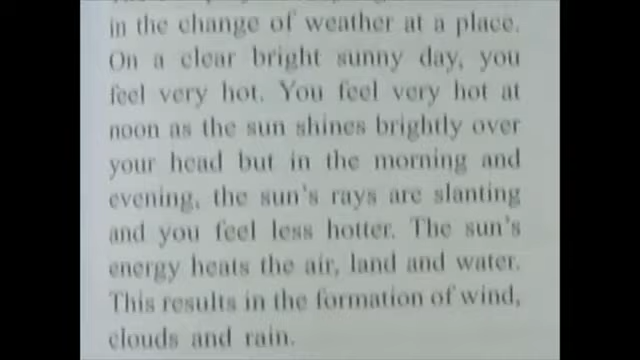 in the change of weather at a place.
On a clear bright sunny day, you
feel very hot. You feel very hot at
noon as the sun shines brightly over
your head but in the morning and
evening, the sun's rays are slanting
and you feel less hotter. The sun's
energy heats the air, land and water.
This results in the formation of wind,
clouds and rain.